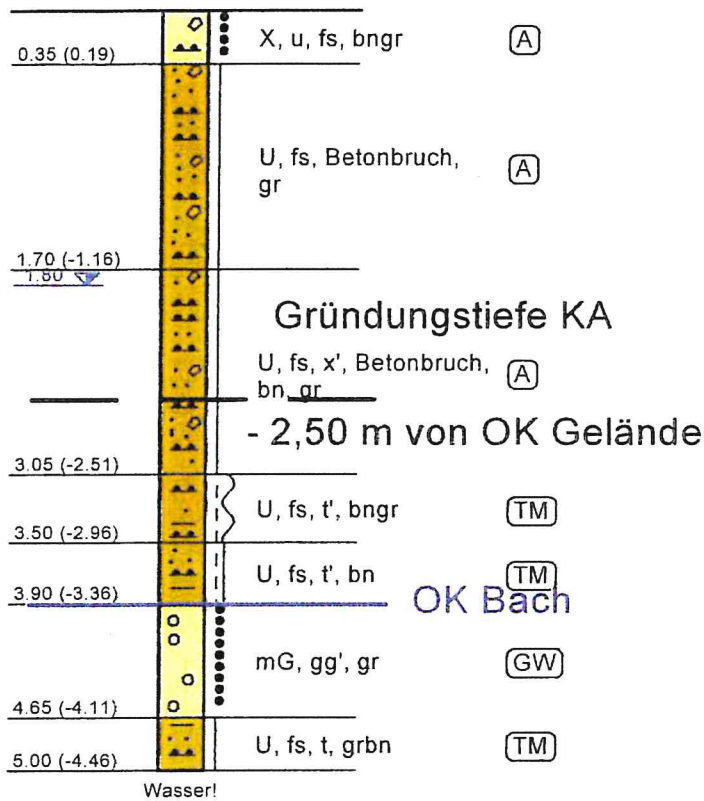 X, u, fs, bngr A
0.35 (0.19)
U, fs, Betonbruch,
gr
A
1.70 (-1.16)
1.80
Gründungstiefe KA
U, fs, x', Betonbruch,
bn, gr
A
- 2,50 m von OK Gelände
3.05 (-2.51)
U, fs, t', bngr TM
3.50 (-2.96)
U, fs, t', bn TM
3.90 (-3.36)
OK Bach
mG, gg', gr GW
4.65 (-4.11)
U, fs, t, grbn TM
5.00 (-4.46)
Wasser!